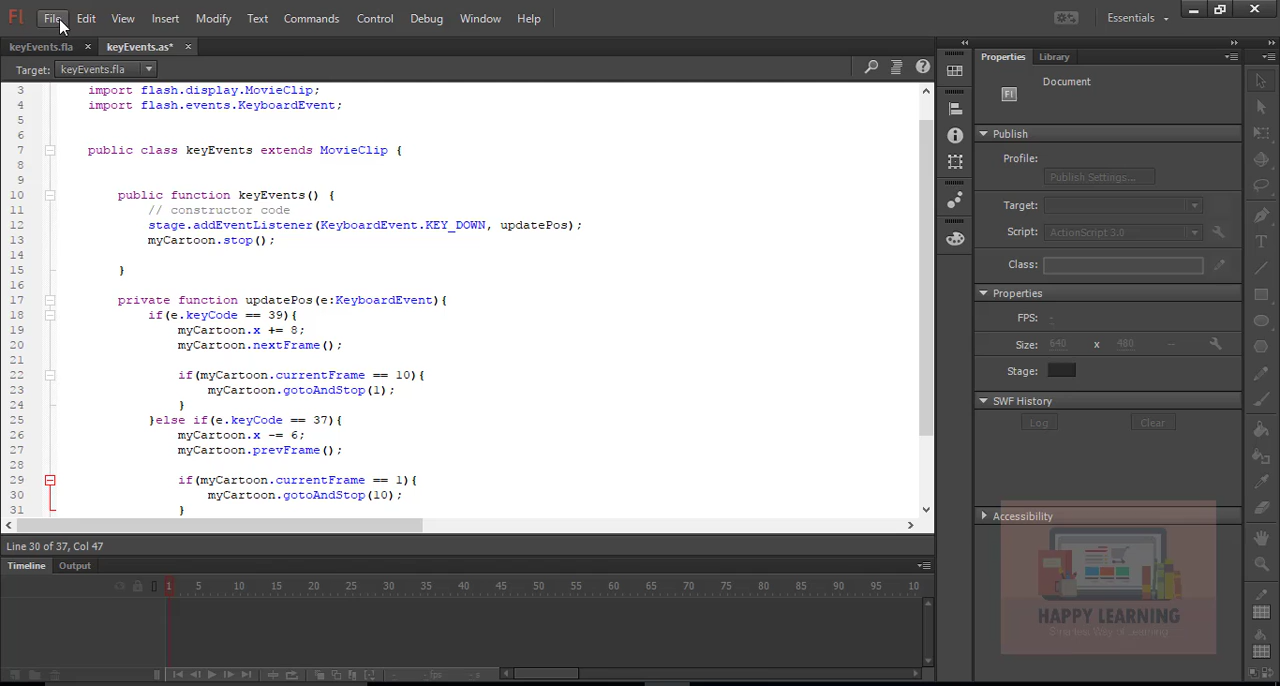 Fl File Edit View Insert Modify Text Commands Control Debug Window Help Essentials
keyEvents.fla × keyEvents.as* ×
Target: keyEvents.fla
3 import flash.display.MovieClip;
4 import flash.events.KeyboardEvent;
5
6
7 public class keyEvents extends MovieClip {
8
9
10 public function keyEvents() {
11 // constructor code
12 stage.addEventListener(KeyboardEvent.KEY_DOWN, updatePos);
13 myCartoon.stop();
14
15 }
16
17 private function updatePos(e:KeyboardEvent){
18 if(e.keyCode == 39){
19 myCartoon.x += 8;
20 myCartoon.nextFrame();
21
22 if(myCartoon.currentFrame == 10){
23 myCartoon.gotoAndStop(1);
24 }
25 }else if(e.keyCode == 37){
26 myCartoon.x -= 6;
27 myCartoon.prevFrame();
28
29 if(myCartoon.currentFrame == 1){
30 myCartoon.gotoAndStop(10);
31 }
Line 30 of 37, Col 47
Timeline Output
1 5 10 15 20 25 30 35 40 45 50 55 60 65 70 75 80 85 90 95 10
Properties Library
Fl Document
Publish
Profile:
Publish Settings...
Target:
Script: ActionScript 3.0
Class:
Properties
FPS: -
Size: 640 x 480
Stage:
SWF History
Log Clear
Accessibility
HAPPY LEARNING